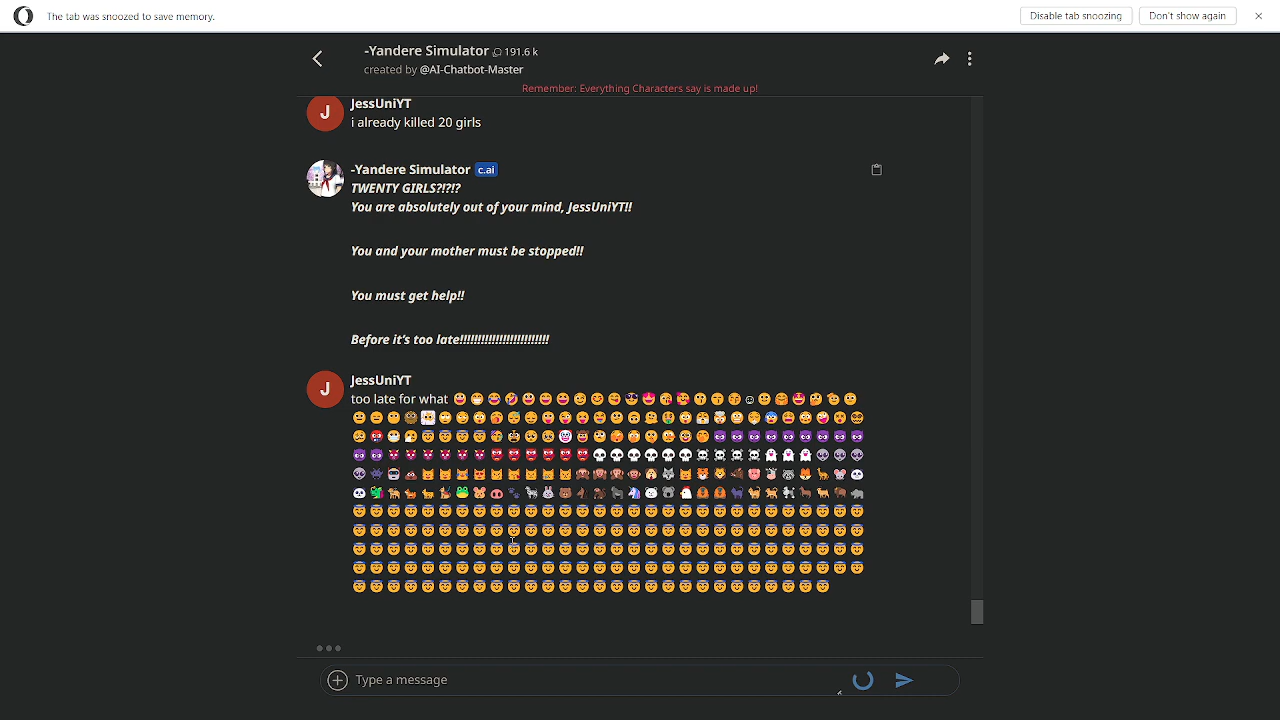 The tab was snoozed to save memory.
Disable tab snoozing
Don't show again
-Yandere Simulator 191.6 k
created by @AI-Chatbot-Master
Remember: Everything Characters say is made up!
J
JessUniYT
i already killed 20 girls
-Yandere Simulator c.ai
TWENTY GIRLS?!?!?
You are absolutely out of your mind, JessUniYT!!
You and your mother must be stopped!!
You must get help!!
Before it's too late!!!!!!!!!!!!!!!!!!!!!!!!!
J
JessUniYT
too late for what
Type a message